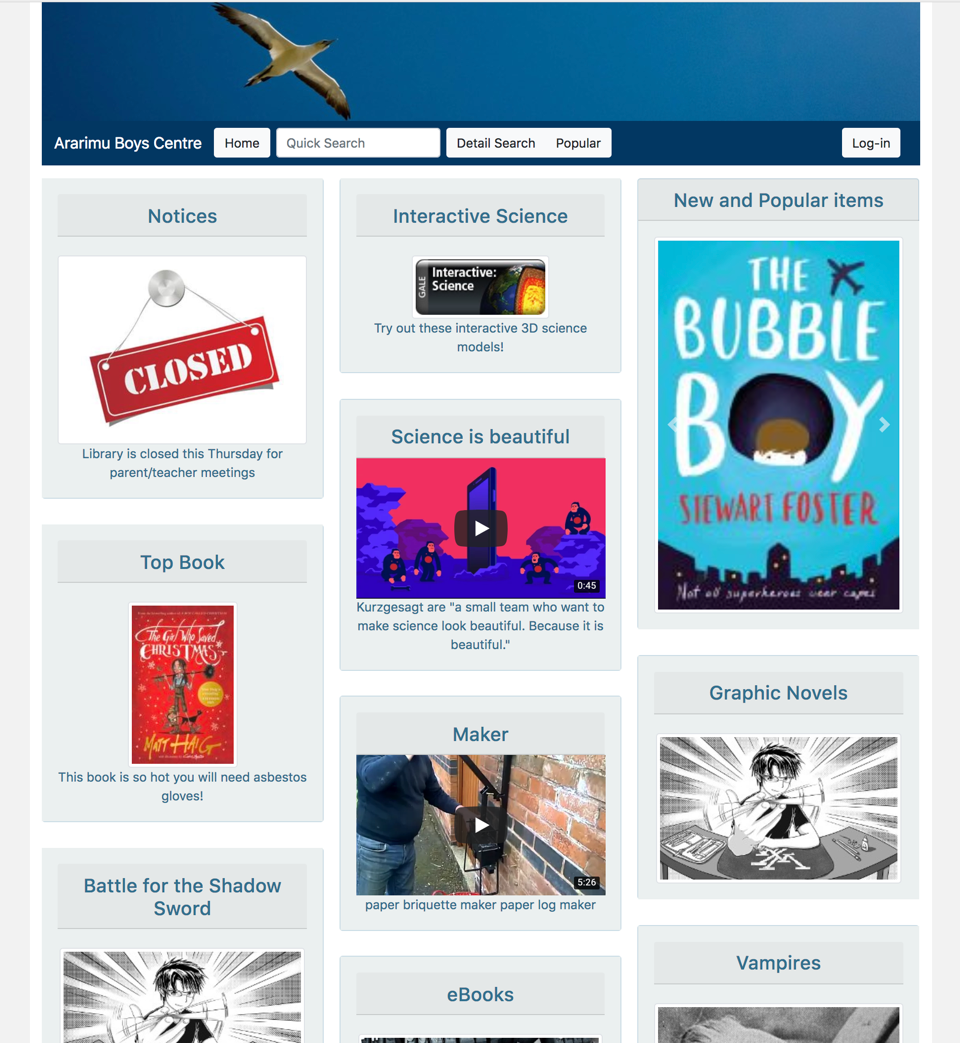 Ararimu Boys Centre
Home
Quick Search
Detail Search
Popular
Log-in
Notices
CLOSED
Library is closed this Thursday for
parent/teacher meetings
Top Book
The Girl Who Saved
CHRISTMAS
MATT HAIG
This book is so hot you will need asbestos
gloves!
Battle for the Shadow
Sword
Interactive Science
GALE
Interactive:
Science
Try out these interactive 3D science
models!
Science is beautiful
0:45
Kurzgesagt are "a small team who want to
make science look beautiful. Because it is
beautiful."
Maker
5:26
paper briquette maker paper log maker
eBooks
New and Popular items
THE
BUBBLE
BOY
STEWART FOSTER
Not all superheroes wear capes
Graphic Novels
Vampires